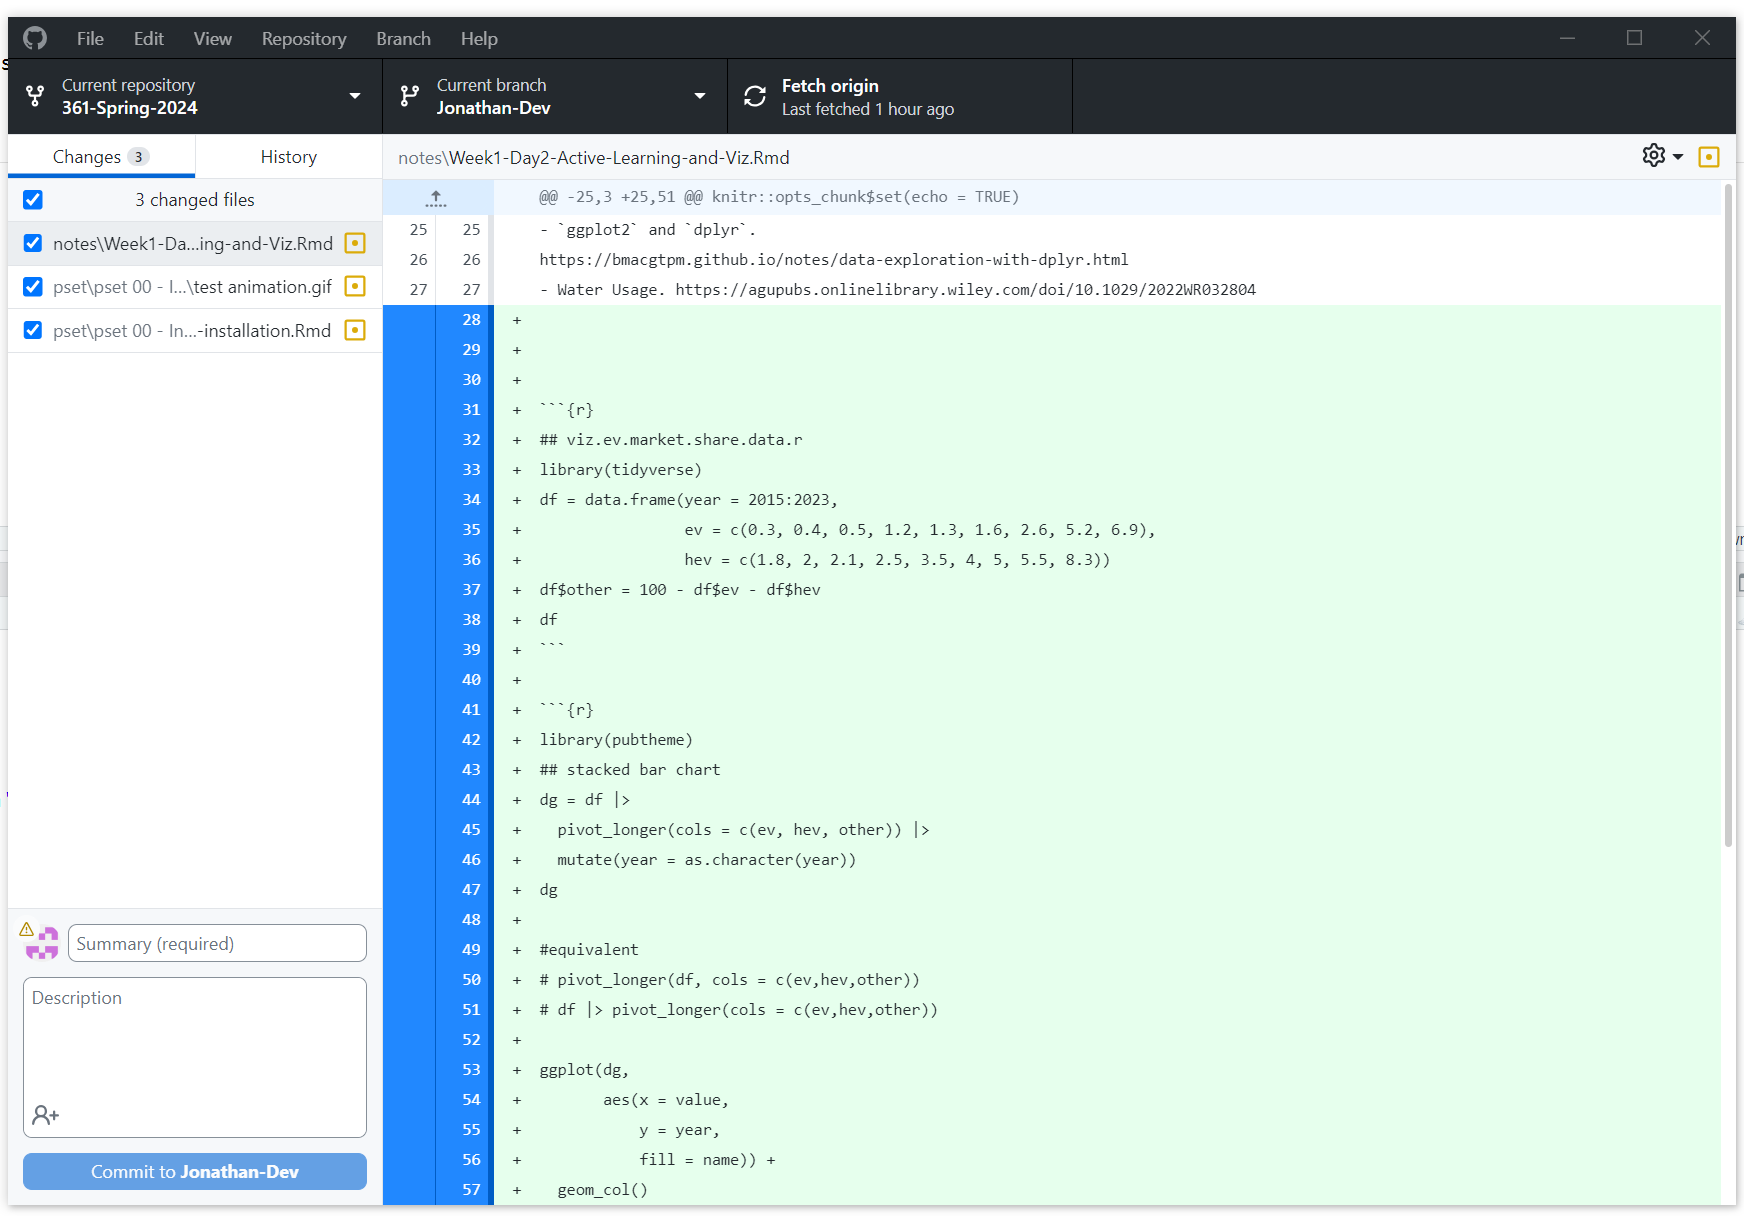 File Edit View Repository Branch Help
Current repository
361-Spring-2024
Current branch
Jonathan-Dev
Fetch origin
Last fetched 1 hour ago
Changes 3
History
3 changed files
notes\Week1-Da...ing-and-Viz.Rmd
pset\pset 00 - I...\test animation.gif
pset\pset 00 - In...-installation.Rmd
Summary (required)
Description
Commit to Jonathan-Dev
notes\Week1-Day2-Active-Learning-and-Viz.Rmd
@@ -25,3 +25,51 @@ knitr::opts_chunk$set(echo = TRUE)
25 25 - `ggplot2` and `dplyr`.
26 26 https://bmacgtpm.github.io/notes/data-exploration-with-dplyr.html
27 27 - Water Usage. https://agupubs.onlinelibrary.wiley.com/doi/10.1029/2022WR032804
28 +
29 +
30 +
31 + ```{r}
32 + ## viz.ev.market.share.data.r
33 + library(tidyverse)
34 + df = data.frame(year = 2015:2023,
35 + ev = c(0.3, 0.4, 0.5, 1.2, 1.3, 1.6, 2.6, 5.2, 6.9),
36 + hev = c(1.8, 2, 2.1, 2.5, 3.5, 4, 5, 5.5, 8.3))
37 + df$other = 100 - df$ev - df$hev
38 + df
39 + ```
40 +
41 + ```{r}
42 + library(pubtheme)
43 + ## stacked bar chart
44 + dg = df |>
45 + pivot_longer(cols = c(ev, hev, other)) |>
46 + mutate(year = as.character(year))
47 + dg
48 +
49 + #equivalent
50 + # pivot_longer(df, cols = c(ev,hev,other))
51 + # df |> pivot_longer(cols = c(ev,hev,other))
52 +
53 + ggplot(dg,
54 + aes(x = value,
55 + y = year,
56 + fill = name)) +
57 + geom_col()